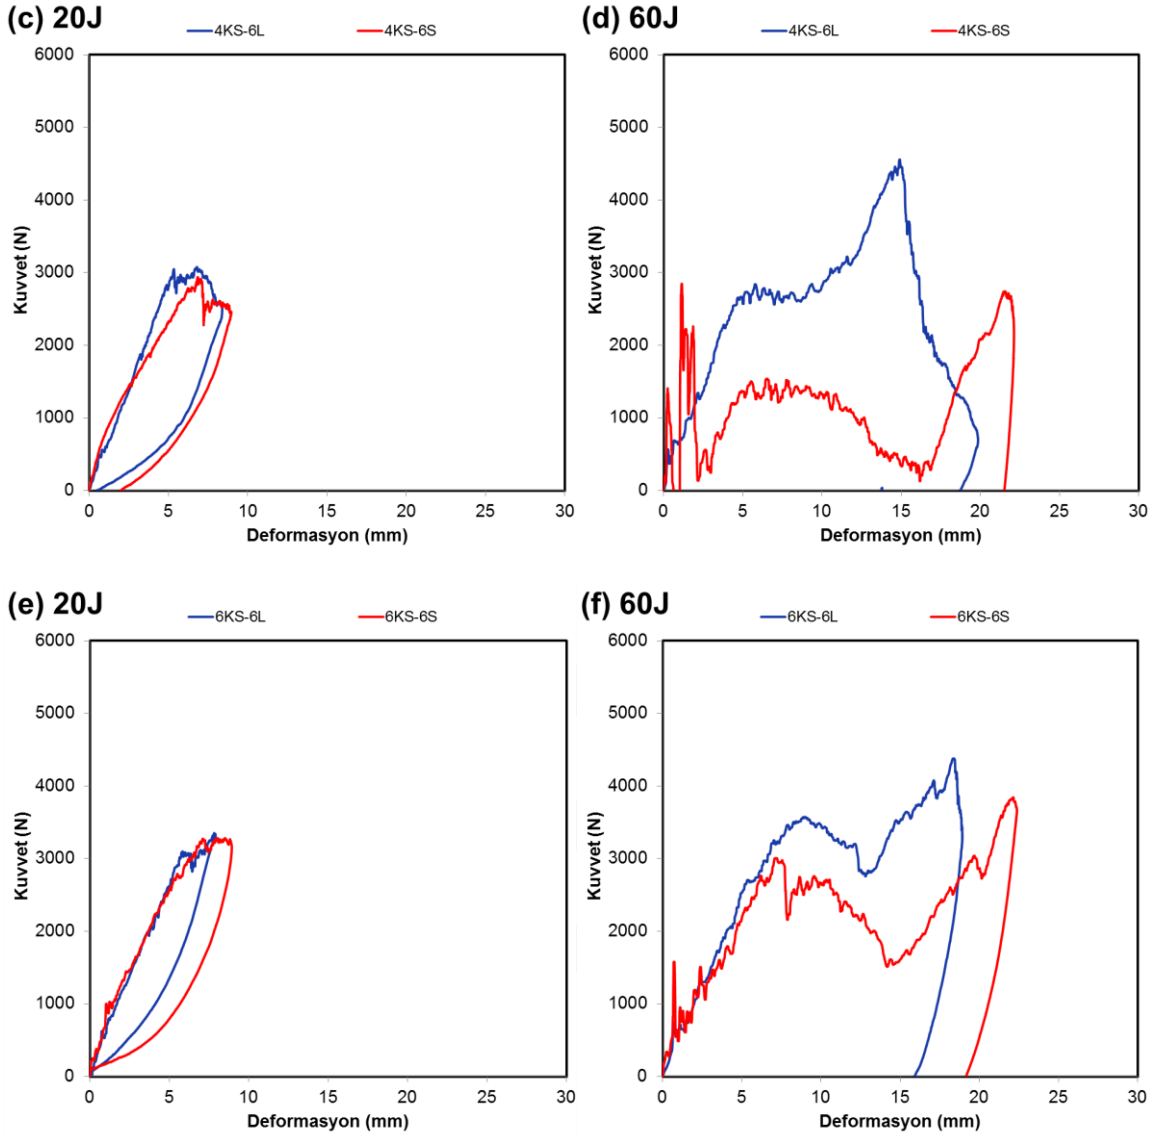 (c) 20J
4KS-6L 4KS-6S
6000
5000
4000
3000
2000
1000
0
Kuvvet (N)
0 5 10 15 20 25 30
Deformasyon (mm)
(d) 60J
4KS-6L 4KS-6S
6000
5000
4000
3000
2000
1000
0
Kuvvet (N)
0 5 10 15 20 25 30
Deformasyon (mm)
(e) 20J
6KS-6L 6KS-6S
6000
5000
4000
3000
2000
1000
0
Kuvvet (N)
0 5 10 15 20 25 30
Deformasyon (mm)
(f) 60J
6KS-6L 6KS-6S
6000
5000
4000
3000
2000
1000
0
Kuvvet (N)
0 5 10 15 20 25 30
Deformasyon (mm)